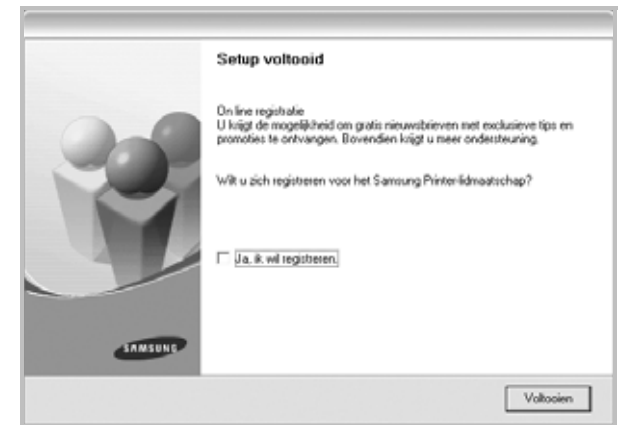 Setup voltooid
On line registratie
U krijgt de mogelijkheid om gratis nieuwsbrieven met exclusieve tips en
promoties te ontvangen. Bovendien krijgt u meer ondersteuning.
Wilt u zich registreren voor het Samsung Printer-lidmaatschap?
Ja, ik wil registreren.
SAMSUNG
Voltooien